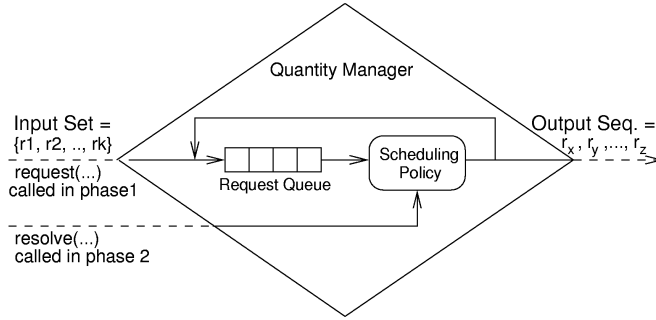 Quantity Manager
Input Set =
{r1, r2, .., rk}
request(...)
called in phase1
resolve(...)
called in phase 2
Request Queue
Scheduling
Policy
Output Seq. =
rx, ry ,..., rz